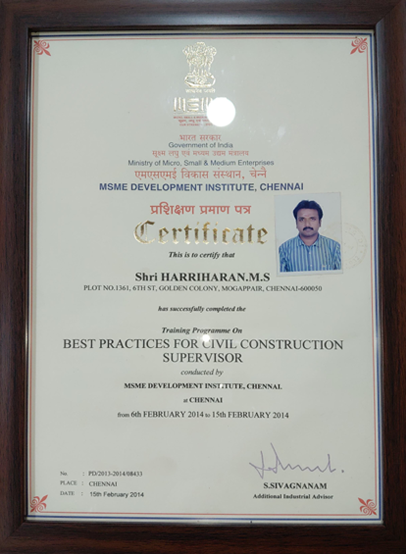 भारत सरकार
Government of India
सूक्ष्म लघु एवं मध्यम उद्यम मंत्रालय
Ministry of Micro, Small & Medium Enterprises
एमएसएमई विकास संस्थान, चेन्नै
MSME DEVELOPMENT INSTITUTE, CHENNAI
प्रशिक्षण प्रमाण पत्र
Certificate
This is to certify that
Shri HARRIHARAN.M.S
PLOT NO.1361, 6TH ST, GOLDEN COLONY, MOGAPPAIR, CHENNAI-600050
has successfully completed the
Training Programme On
BEST PRACTICES FOR CIVIL CONSTRUCTION
SUPERVISOR
conducted by
MSME DEVELOPMENT INSTITUTE, CHENNAI,
at CHENNAI
from 6th FEBRUARY 2014 to 15th FEBRUARY 2014
No : PD/2013-2014/08433
PLACE : CHENNAI
DATE : 15th February 2014
S.SIVAGNANAM
Additional Industrial Advisor